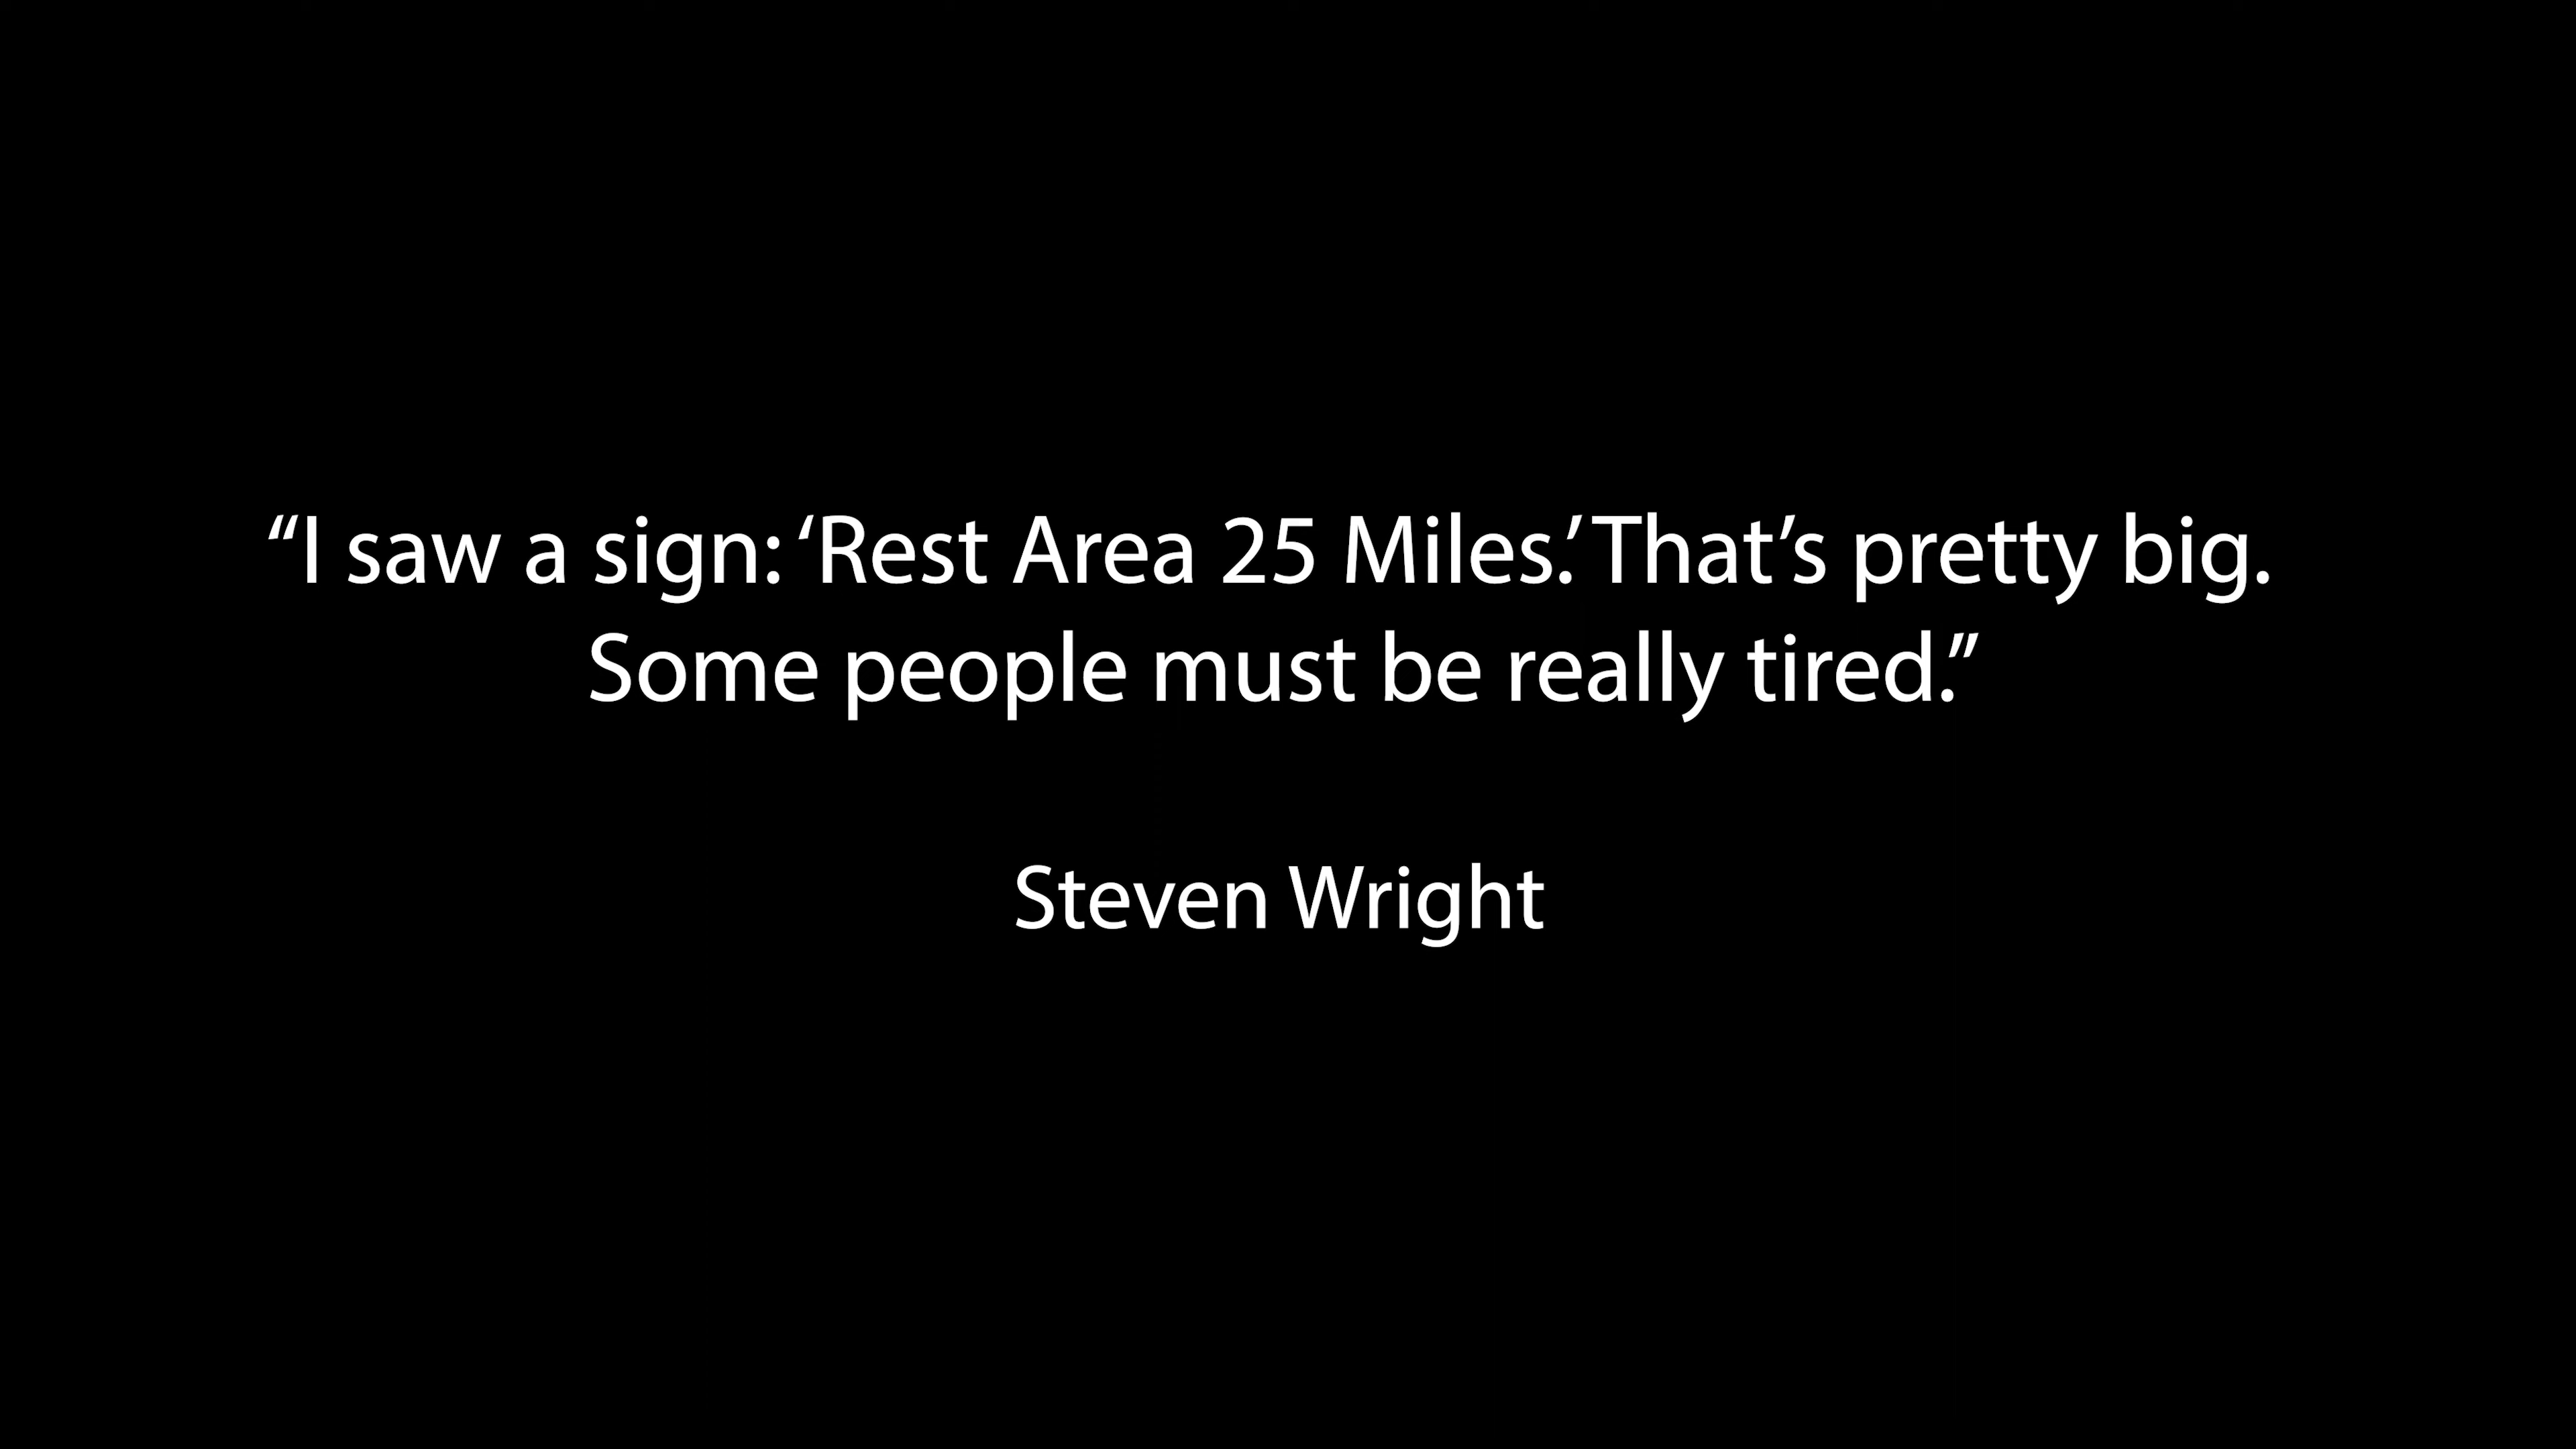 “I saw a sign: ‘Rest Area 25 Miles.’ That’s pretty big.
Some people must be really tired.”
Steven Wright